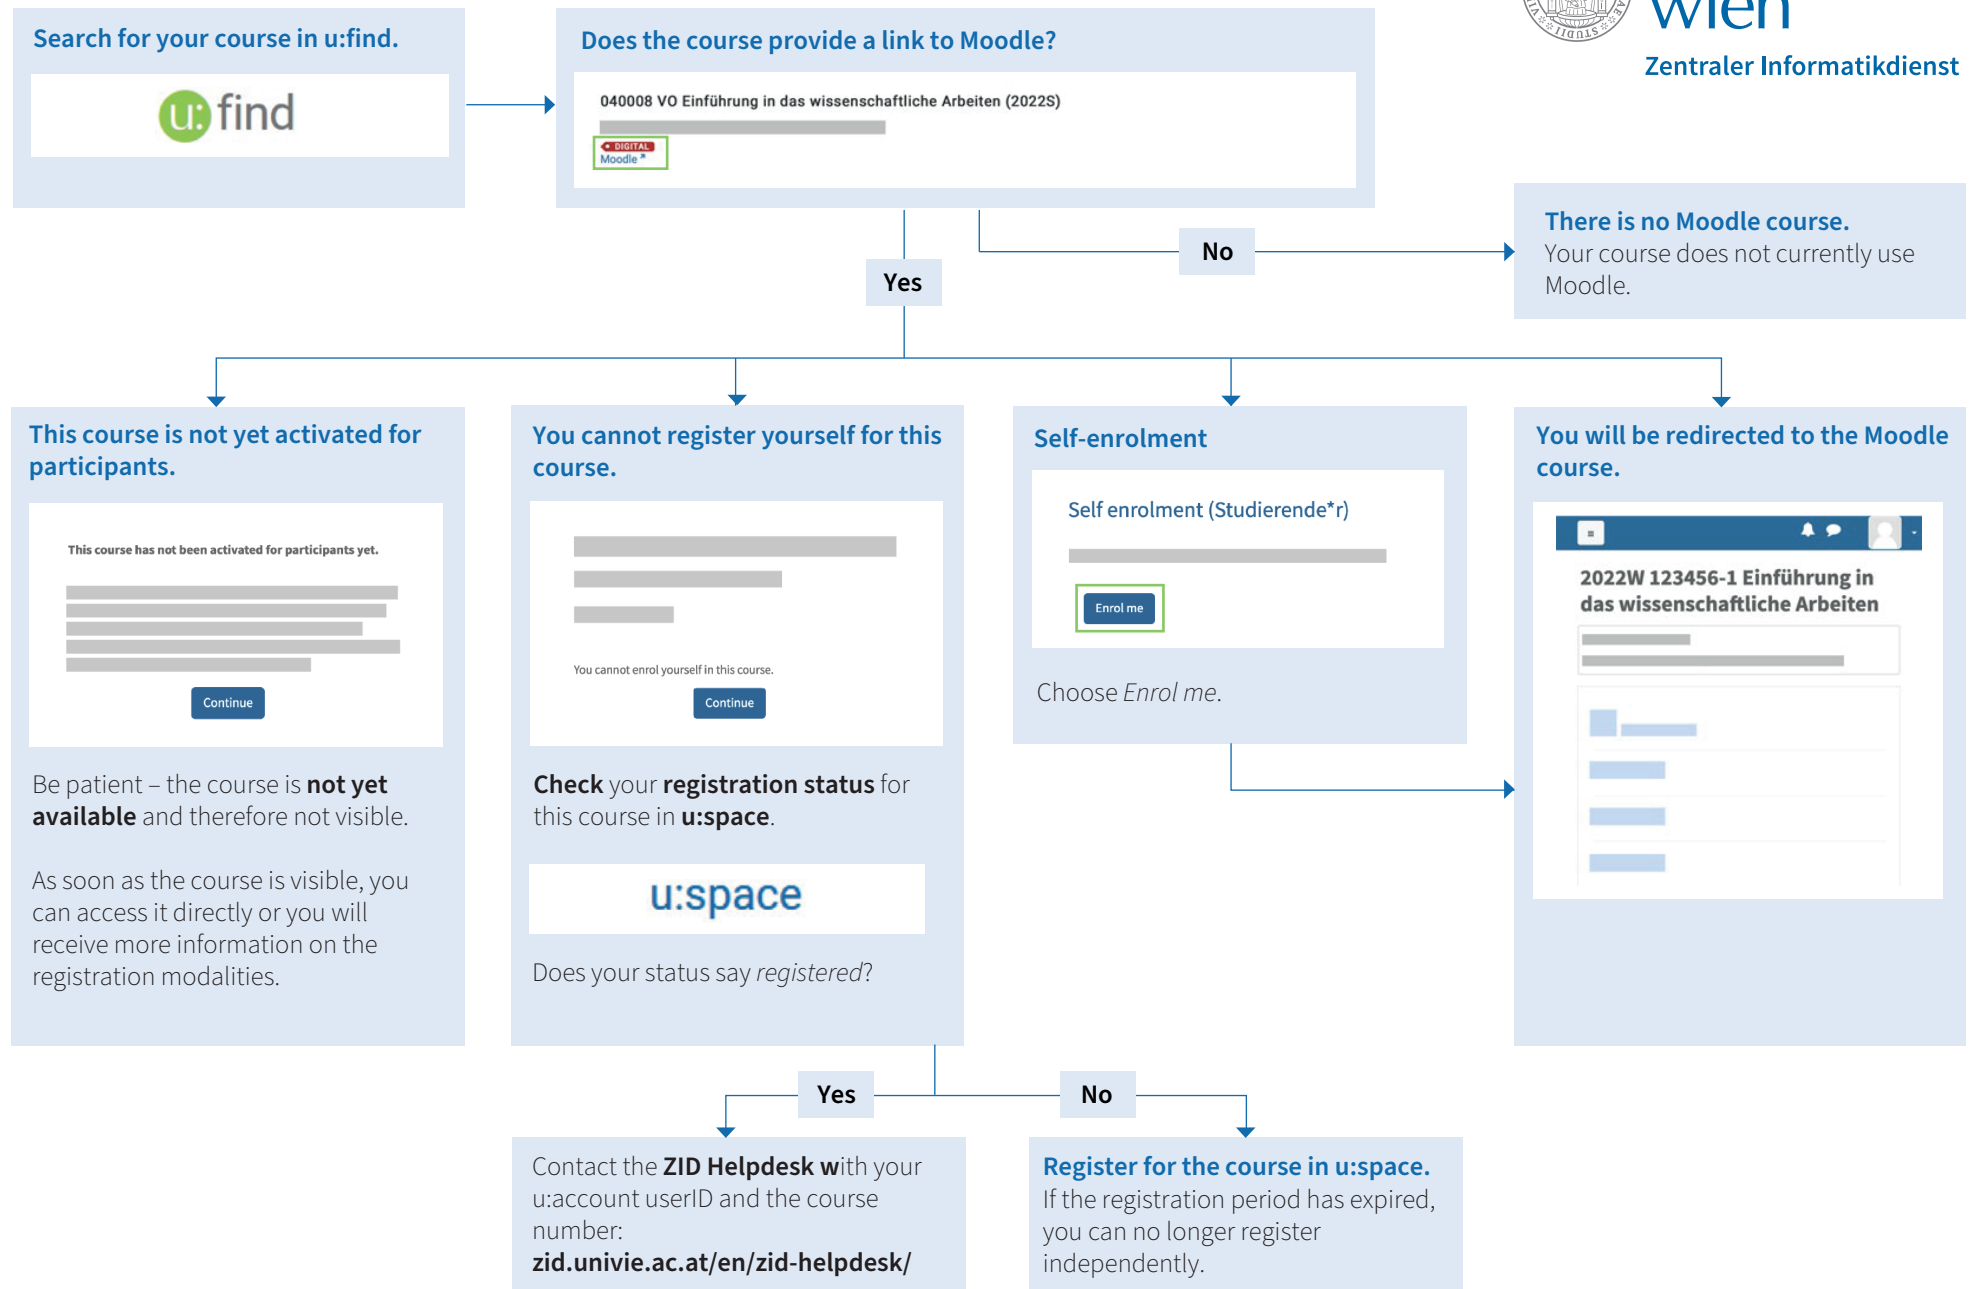 wien
Zentraler Informatikdienst
Search for your course in u:find.
u:find
Does the course provide a link to Moodle?
040008 VO Einführung in das wissenschaftliche Arbeiten (2022S)
DIGITAL
Moodle
No
There is no Moodle course.
Your course does not currently use
Moodle.
Yes
This course is not yet activated for
participants.
This course has not been activated for participants yet.
Continue
Be patient – the course is not yet
available and therefore not visible.
As soon as the course is visible, you
can access it directly or you will
receive more information on the
registration modalities.
You cannot register yourself for this
course.
You cannot enrol yourself in this course.
Continue
Check your registration status for
this course in u:space.
u:space
Does your status say registered?
Self-enrolment
Self enrolment (Studierende*r)
Enrol me
Choose Enrol me.
You will be redirected to the Moodle
course.
2022W 123456-1 Einführung in
das wissenschaftliche Arbeiten
Yes
No
Contact the ZID Helpdesk with your
u:account userID and the course
number:
zid.univie.ac.at/en/zid-helpdesk/
Register for the course in u:space.
If the registration period has expired,
you can no longer register
independently.